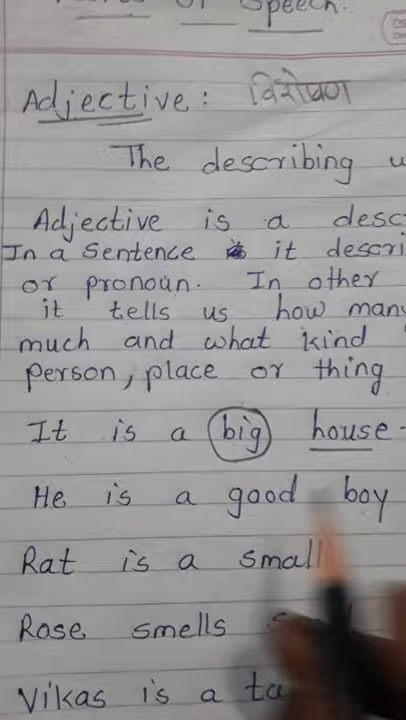 Of Speech.
Adjective: विशेषण
The describing
Adjective is a
In a sentence it
or pronoun. In other
it tells us how many
much and what kind
person, place or thing
It is a big house.
He is a good boy
Rat is a small
Rose smells
Vikas is a